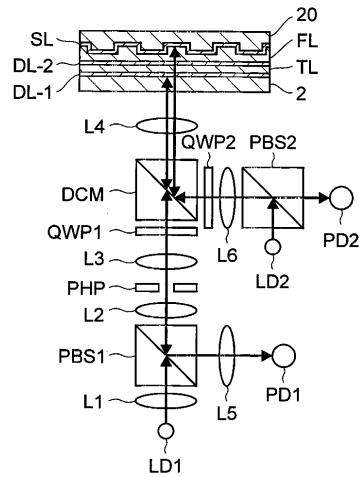 20
SL
FL
DL-2
TL
DL-1
2
L4
QWP2
PBS2
DCM
QWP1
L6
PD2
L3
LD2
PHP
L2
PBS1
L1
L5
PD1
LD1